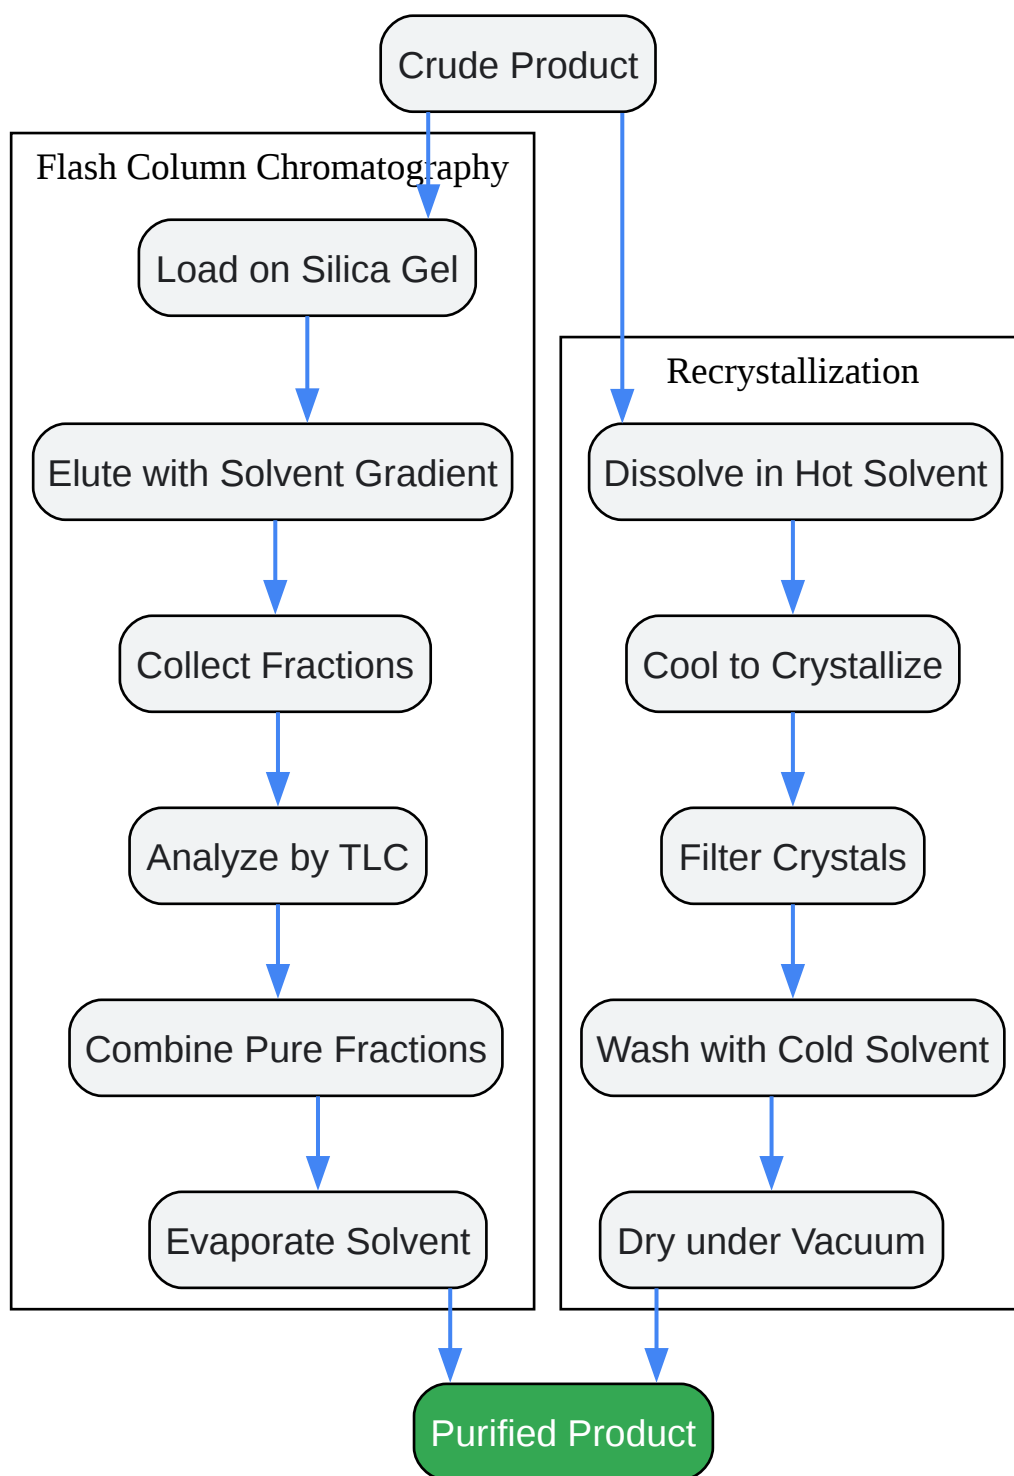 Crude Product
Flash Column Chromatography
Load on Silica Gel
Elute with Solvent Gradient
Collect Fractions
Analyze by TLC
Combine Pure Fractions
Evaporate Solvent
Recrystallization
Dissolve in Hot Solvent
Cool to Crystallize
Filter Crystals
Wash with Cold Solvent
Dry under Vacuum
Purified Product